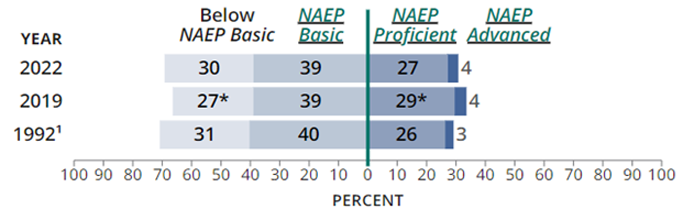 Below NAEP NAEP NAEP
YEAR NAEP Basic Basic Proficient Advanced
2022 30 39 27 4
2019 27* 39 29* 4
1992¹ 31 40 26 3
100 90 80 70 60 50 40 30 20 10 0 10 20 30 40 50 60 70 80 90 100
PERCENT